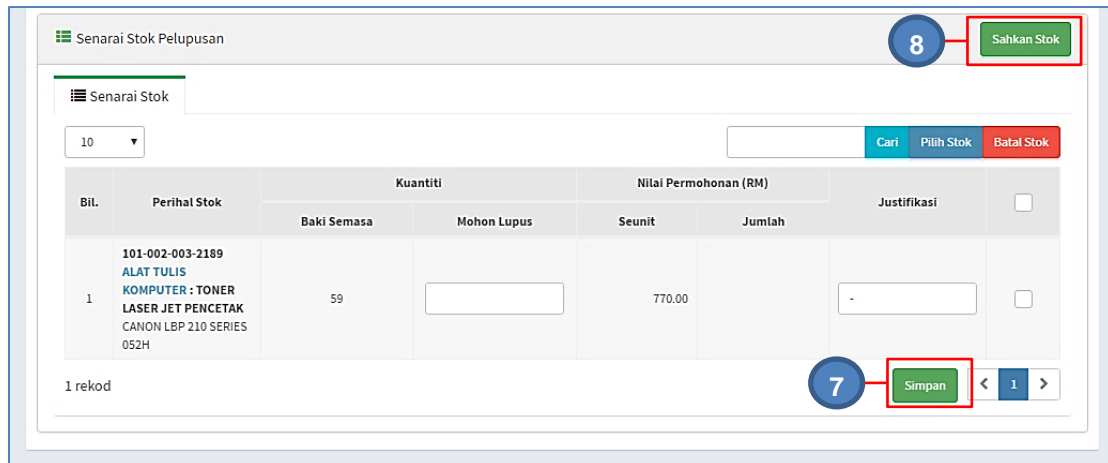 Senarai Stok Pelupusan
8
Sahkan Stok
Senarai Stok
10
Cari
Pilih Stok
Batal Stok
Bil.
Perihal Stok
Kuantiti
Nilai Permohonan (RM)
Justifikasi
Baki Semasa
Mohon Lupus
Seunit
Jumlah
1
101-002-003-2189
ALAT TULIS
KOMPUTER : TONER
LASER JET PENCETAK
CANON LBP 210 SERIES
052H
59
770.00
-
1 rekod
7
Simpan
< 1 >